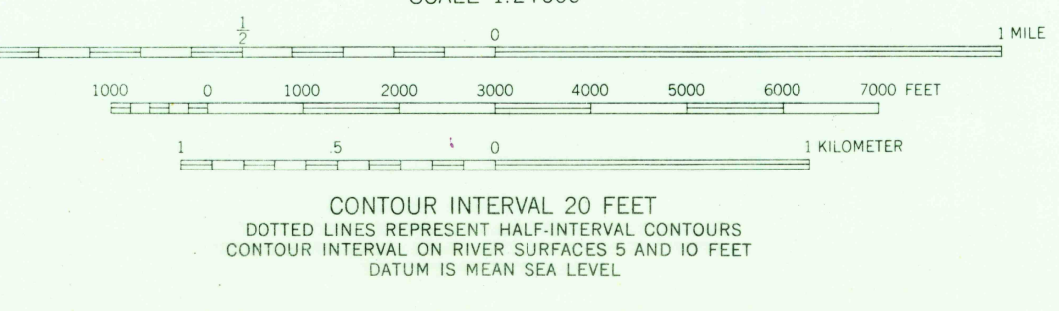 SCALE 1:24000
1/2 0 1 MILE
1000 0 1000 2000 3000 4000 5000 6000 7000 FEET
1 .5 0 1 KILOMETER
CONTOUR INTERVAL 20 FEET
DOTTED LINES REPRESENT HALF-INTERVAL CONTOURS
CONTOUR INTERVAL ON RIVER SURFACES 5 AND 10 FEET
DATUM IS MEAN SEA LEVEL